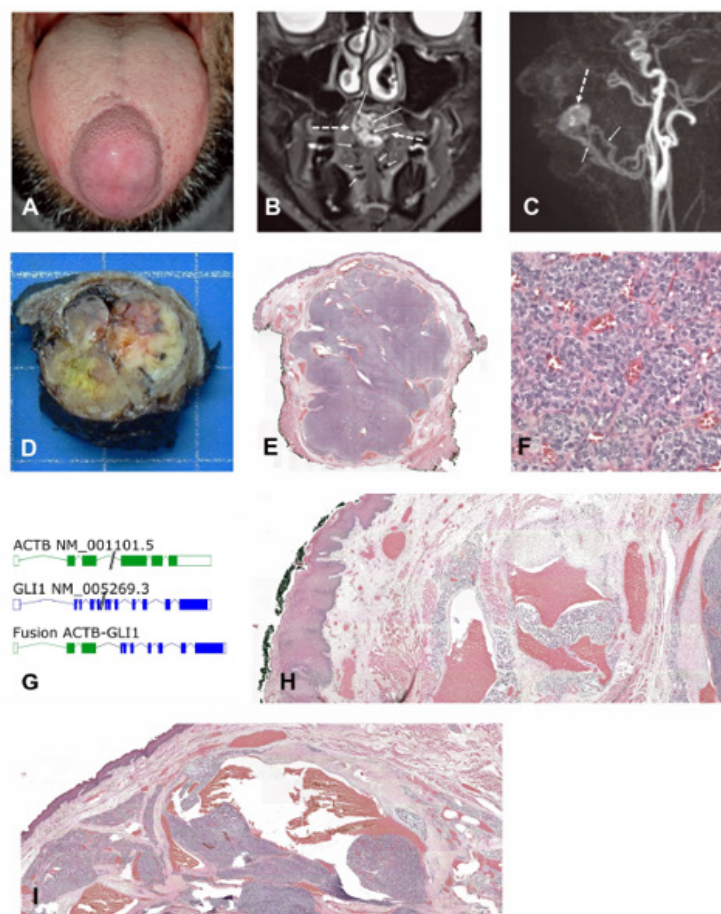 A
B
C
D
E
F
ACTB NM_001101.5
GLI1 NM_005269.3
Fusion ACTB-GLI1
G
H
I